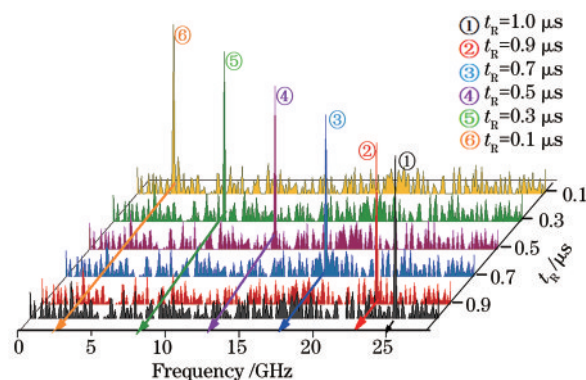 ① tR=1.0 μs
② tR=0.9 μs
③ tR=0.7 μs
④ tR=0.5 μs
⑤ tR=0.3 μs
⑥ tR=0.1 μs
⑥
⑤
④
③
②
①
0.1
0.3
0.5
0.7
0.9
tR/μs
0 5 10 15 20 25
Frequency /GHz